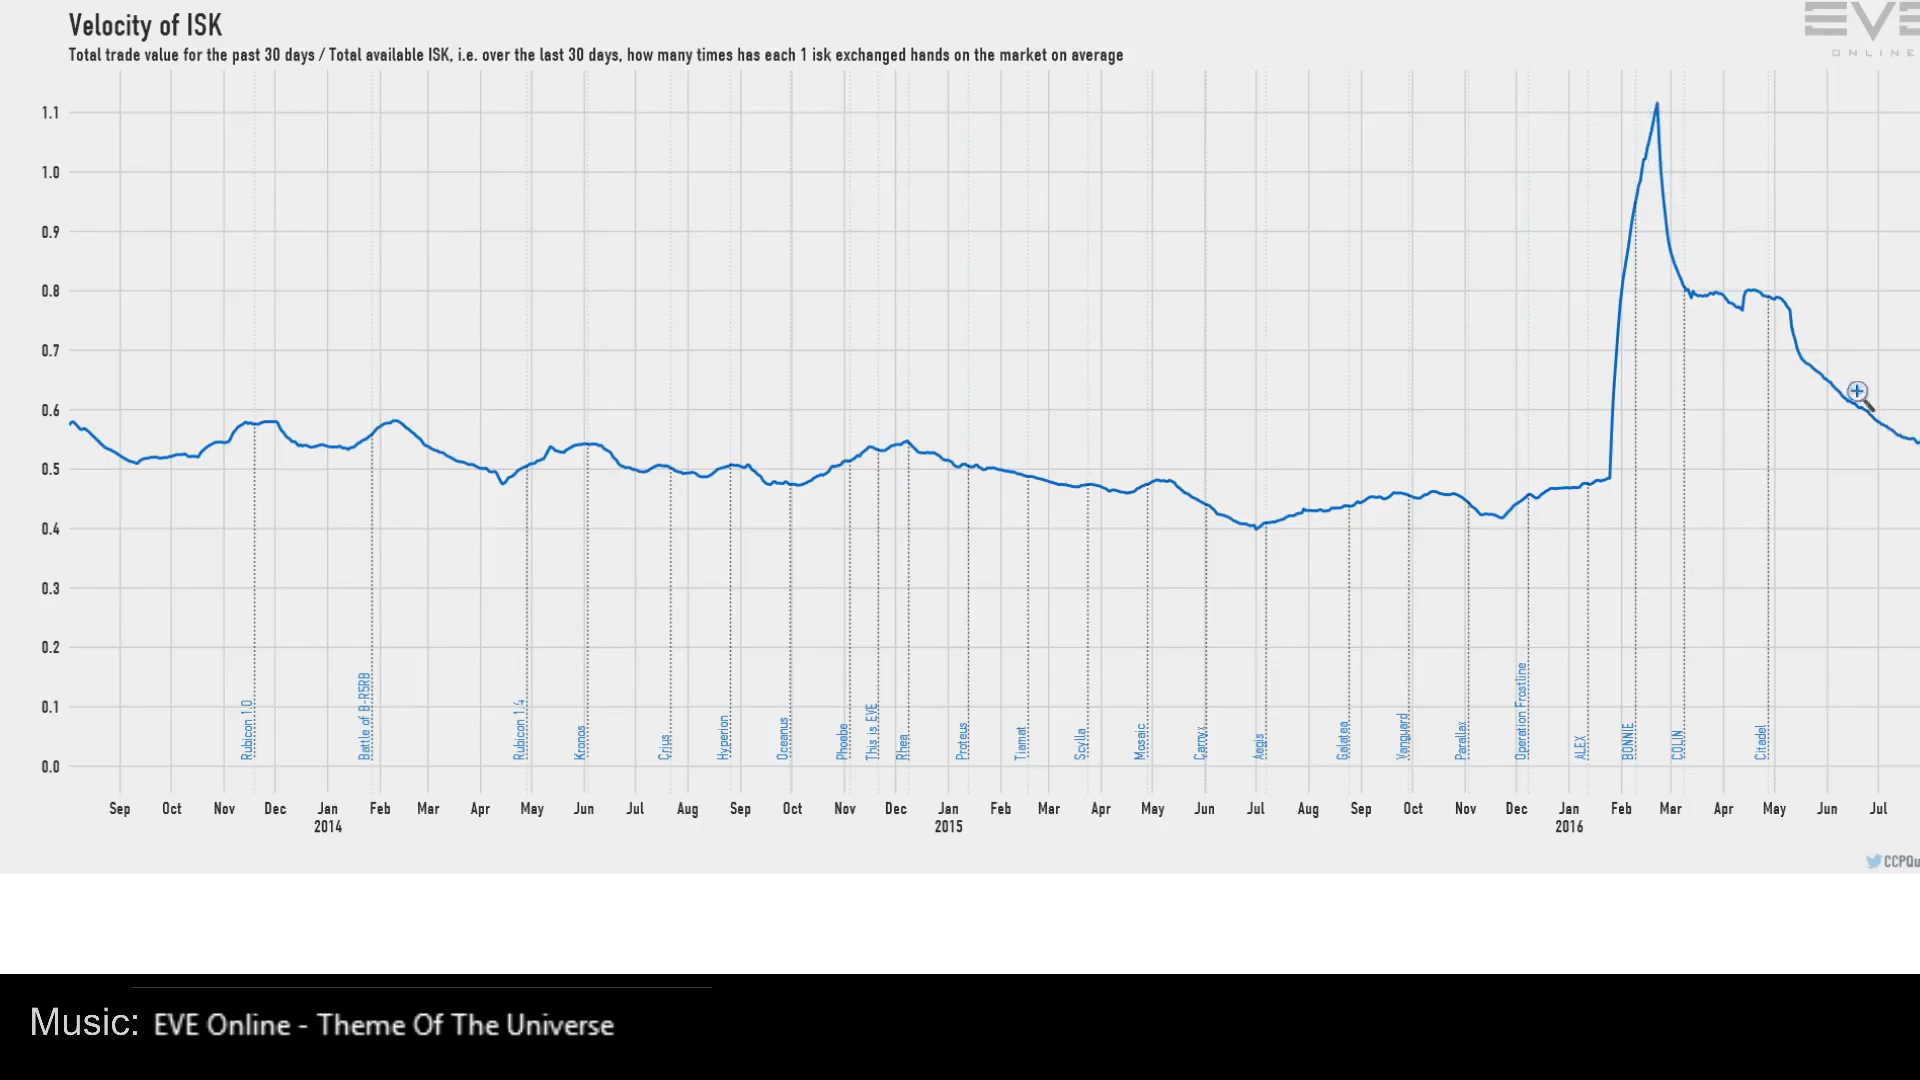 Velocity of ISK
Total trade value for the past 30 days / Total available ISK, i.e. over the last 30 days, how many times has each 1 isk exchanged hands on the market on average
EVE
ONLINE
1.1
1.0
0.9
0.8
0.7
0.6
0.5
0.4
0.3
0.2
0.1
0.0
Rubicon 1.0
Battle of B-R5RB
Rubicon 1.4
Kronos
Crius
Hyperion
Oceanus
Phoebe
This is EVE
Rhea
Proteus
Tiamat
Scylla
Mosaic
Carnyx
Aegis
Galatea
Vanguard
Parallax
Operation Frostline
ALEX
BONNIE
COLIN
Citadel
Sep Oct Nov Dec Jan Feb Mar Apr May Jun Jul Aug Sep Oct Nov Dec Jan Feb Mar Apr May Jun Jul Aug Sep Oct Nov Dec Jan Feb Mar Apr May Jun Jul
2014 2015 2016
CCPQu
Music: EVE Online - Theme Of The Universe